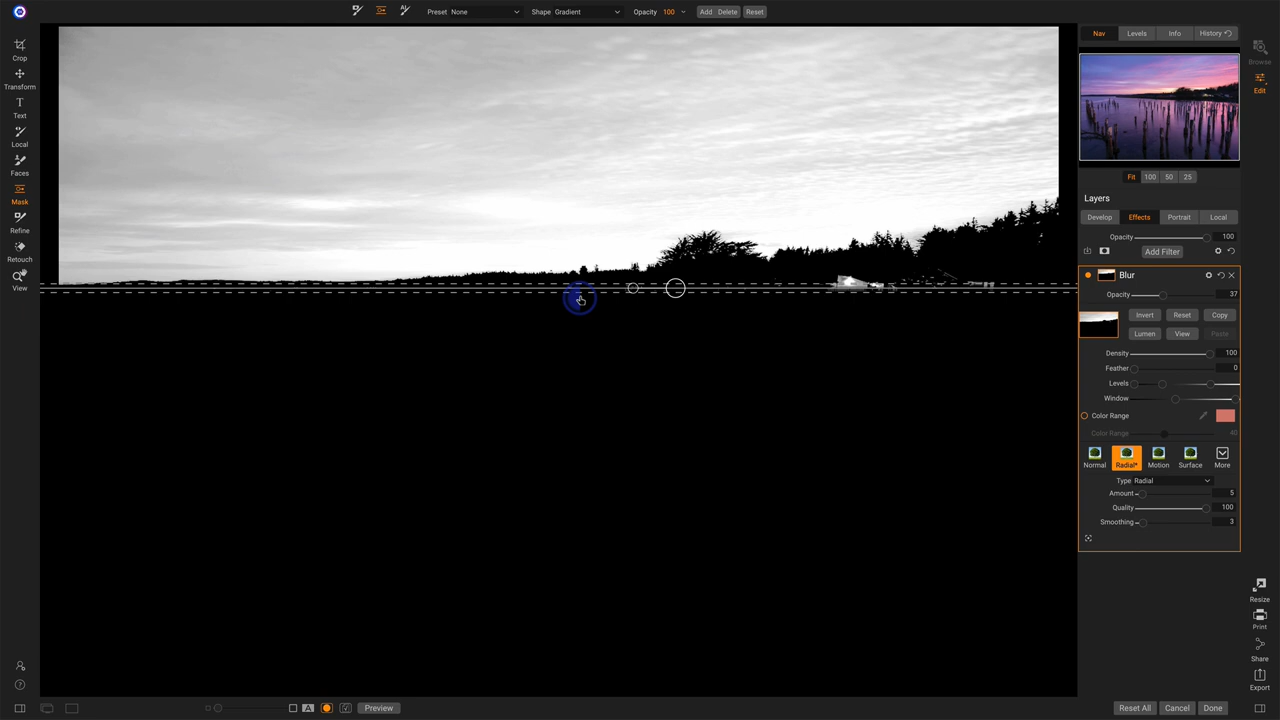 Preset None
Shape Gradient
Opacity 100
Add Delete
Reset
Crop
Transform
Text
Local
Faces
Mask
Refine
Retouch
View
Nav
Levels
Info
History
Browse
Edit
Fit
100
50
25
Layers
Develop
Effects
Portrait
Local
Opacity 100
Add Filter
Blur
Opacity 37
Invert
Reset
Copy
Lumen
View
Paste
Density 100
Feather 0
Levels
Window
Color Range
Color Range 40
Normal
Radial*
Motion
Surface
More
Type Radial
Amount 5
Quality 100
Smoothing 3
Resize
Print
Share
Export
A
Preview
Reset All
Cancel
Done